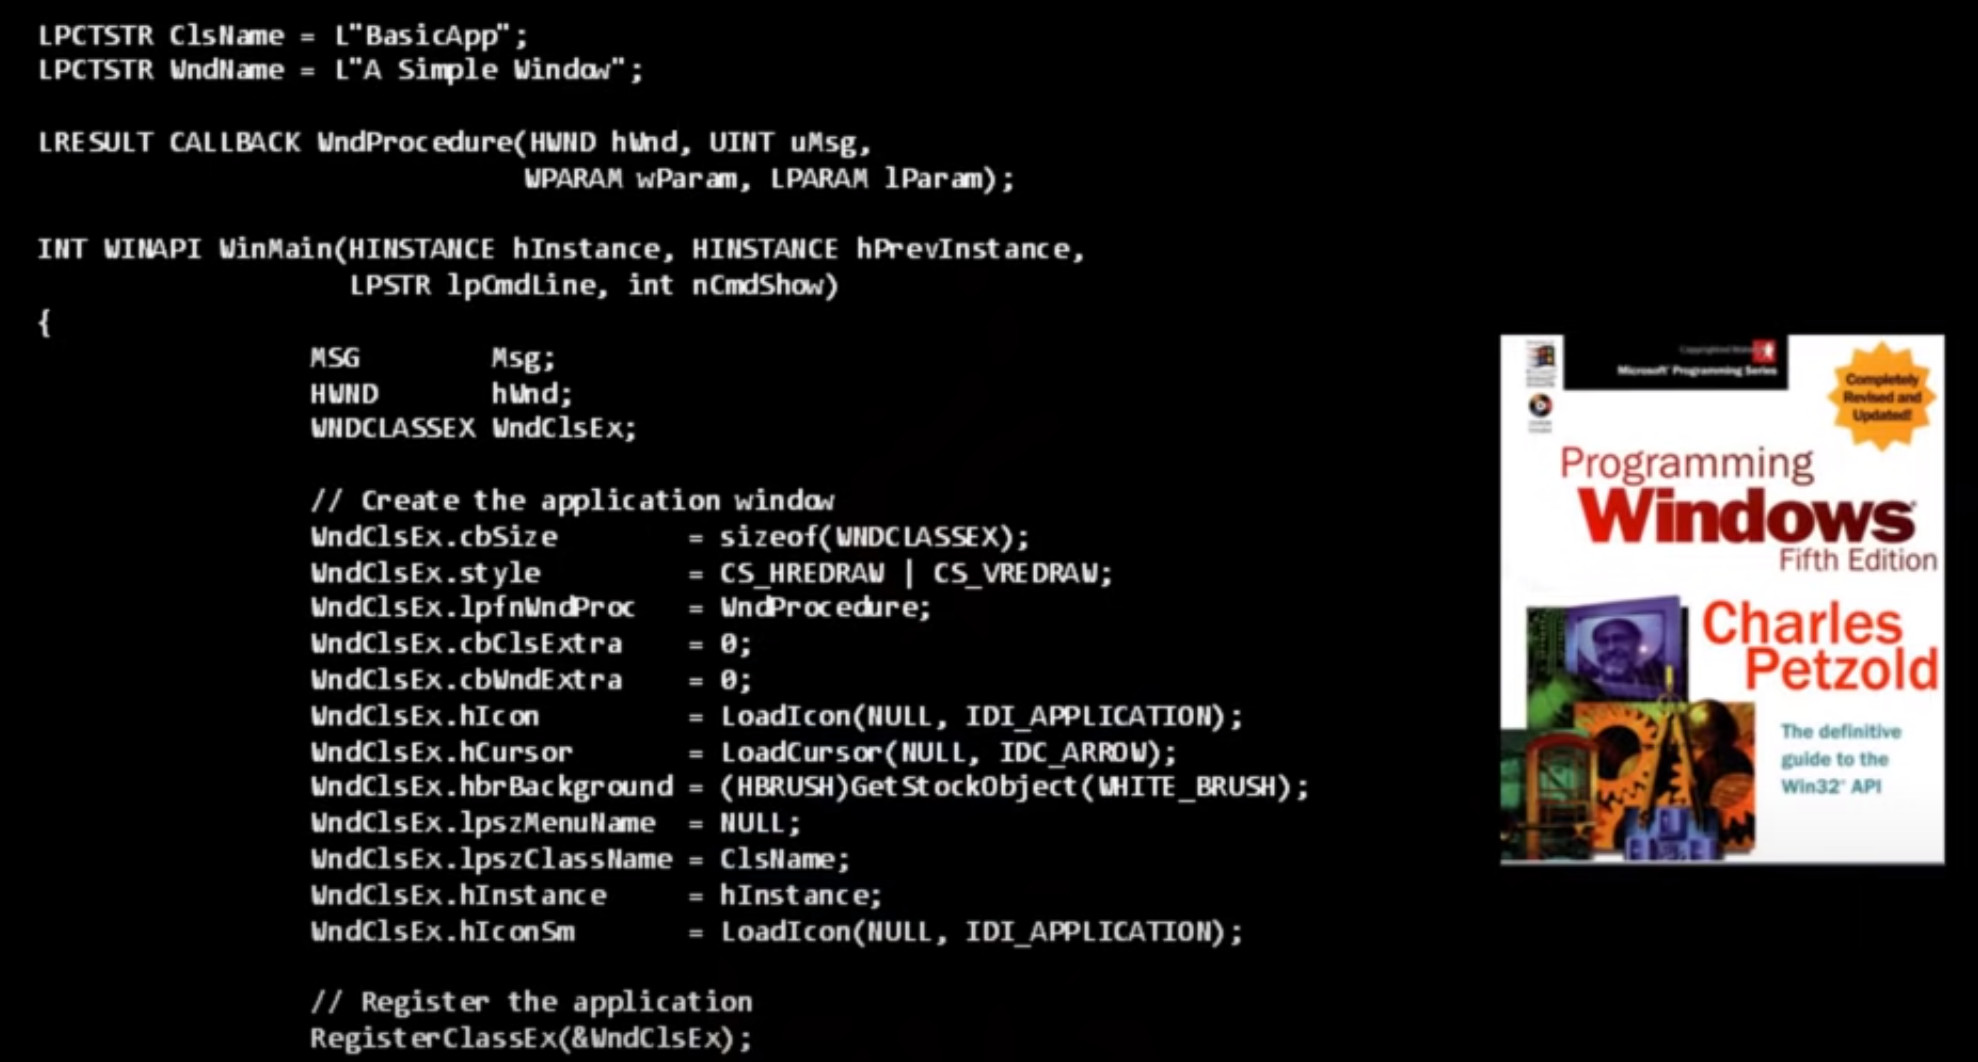 LPCTSTR ClsName = L"BasicApp";
LPCTSTR WndName = L"A Simple Window";
LRESULT CALLBACK WndProcedure(HWND hWnd, UINT uMsg,
WPARAM wParam, LPARAM lParam);
INT WINAPI WinMain(HINSTANCE hInstance, HINSTANCE hPrevInstance,
LPSTR lpCmdLine, int nCmdShow)
{
MSG Msg;
HWND hWnd;
WNDCLASSEX WndClsEx;
// Create the application window
WndClsEx.cbSize = sizeof(WNDCLASSEX);
WndClsEx.style = CS_HREDRAW | CS_VREDRAW;
WndClsEx.lpfnWndProc = WndProcedure;
WndClsEx.cbClsExtra = 0;
WndClsEx.cbWndExtra = 0;
WndClsEx.hIcon = LoadIcon(NULL, IDI_APPLICATION);
WndClsEx.hCursor = LoadCursor(NULL, IDC_ARROW);
WndClsEx.hbrBackground = (HBRUSH)GetStockObject(WHITE_BRUSH);
WndClsEx.lpszMenuName = NULL;
WndClsEx.lpszClassName = ClsName;
WndClsEx.hInstance = hInstance;
WndClsEx.hIconSm = LoadIcon(NULL, IDI_APPLICATION);
// Register the application
RegisterClassEx(&WndClsEx);
Microsoft Programming Series
Completely
Revised and
Updated!
Programming
Windows
Fifth Edition
Charles
Petzold
The definitive
guide to the
Win32 API